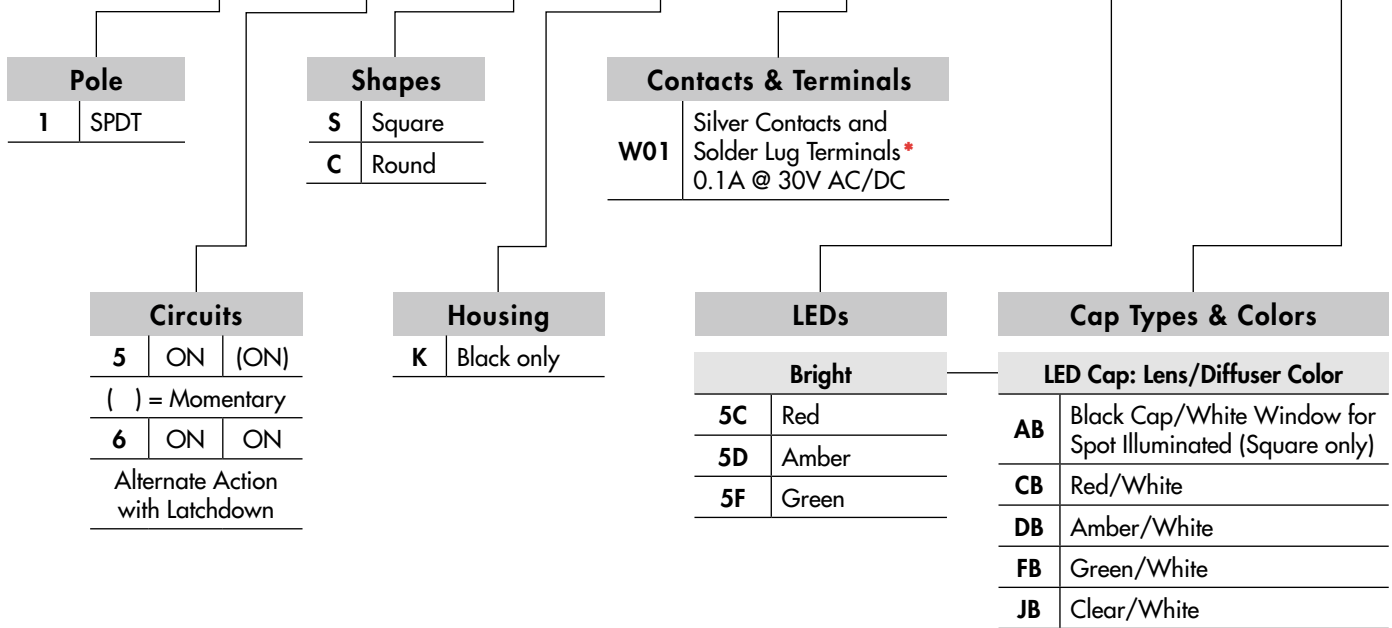 Pole
1 SPDT
Shapes
S Square
C Round
Contacts & Terminals
W01 Silver Contacts and
Solder Lug Terminals*
0.1A @ 30V AC/DC
Circuits
5 ON (ON)
( ) = Momentary
6 ON ON
Alternate Action
with Latchdown
Housing
K Black only
LEDs
Bright
5C Red
5D Amber
5F Green
Cap Types & Colors
LED Cap: Lens/Diffuser Color
AB Black Cap/White Window for
Spot Illuminated (Square only)
CB Red/White
DB Amber/White
FB Green/White
JB Clear/White